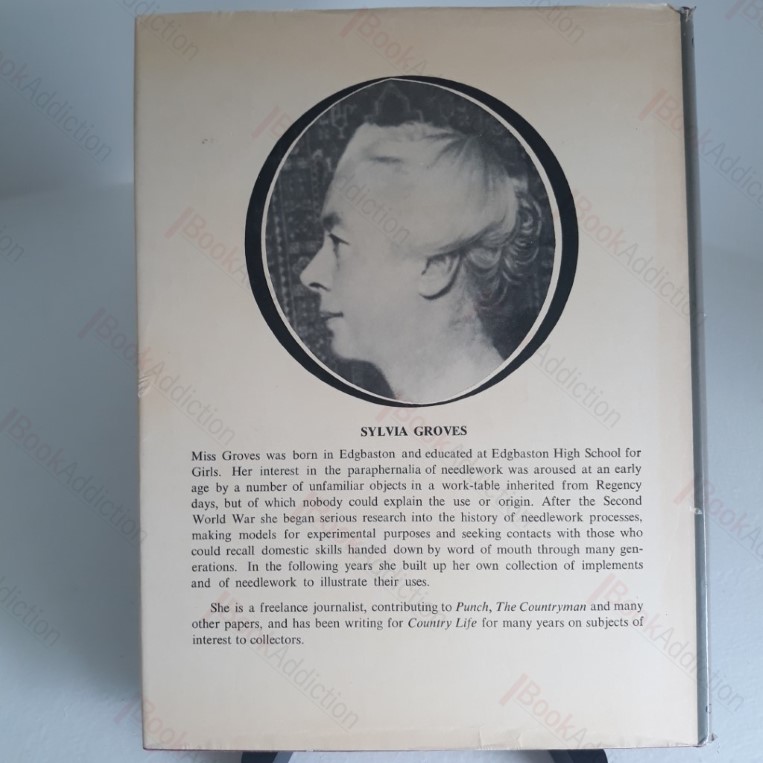 SYLVIA GROVES
Miss Groves was born in Edgbaston and educated at Edgbaston High School for
Girls. Her interest in the paraphernalia of needlework was aroused at an early
age by a number of unfamiliar objects in a work-table inherited from Regency
days, but of which nobody could explain the use or origin. After the Second
World War she began serious research into the history of needlework processes,
making models for experimental purposes and seeking contacts with those who
could recall domestic skills handed down by word of mouth through many gen-
erations. In the following years she built up her own collection of implements
and of needlework to illustrate their uses.
She is a freelance journalist, contributing to Punch, The Countryman and many
other papers, and has been writing for Country Life for many years on subjects of
interest to collectors.
BookAddiction